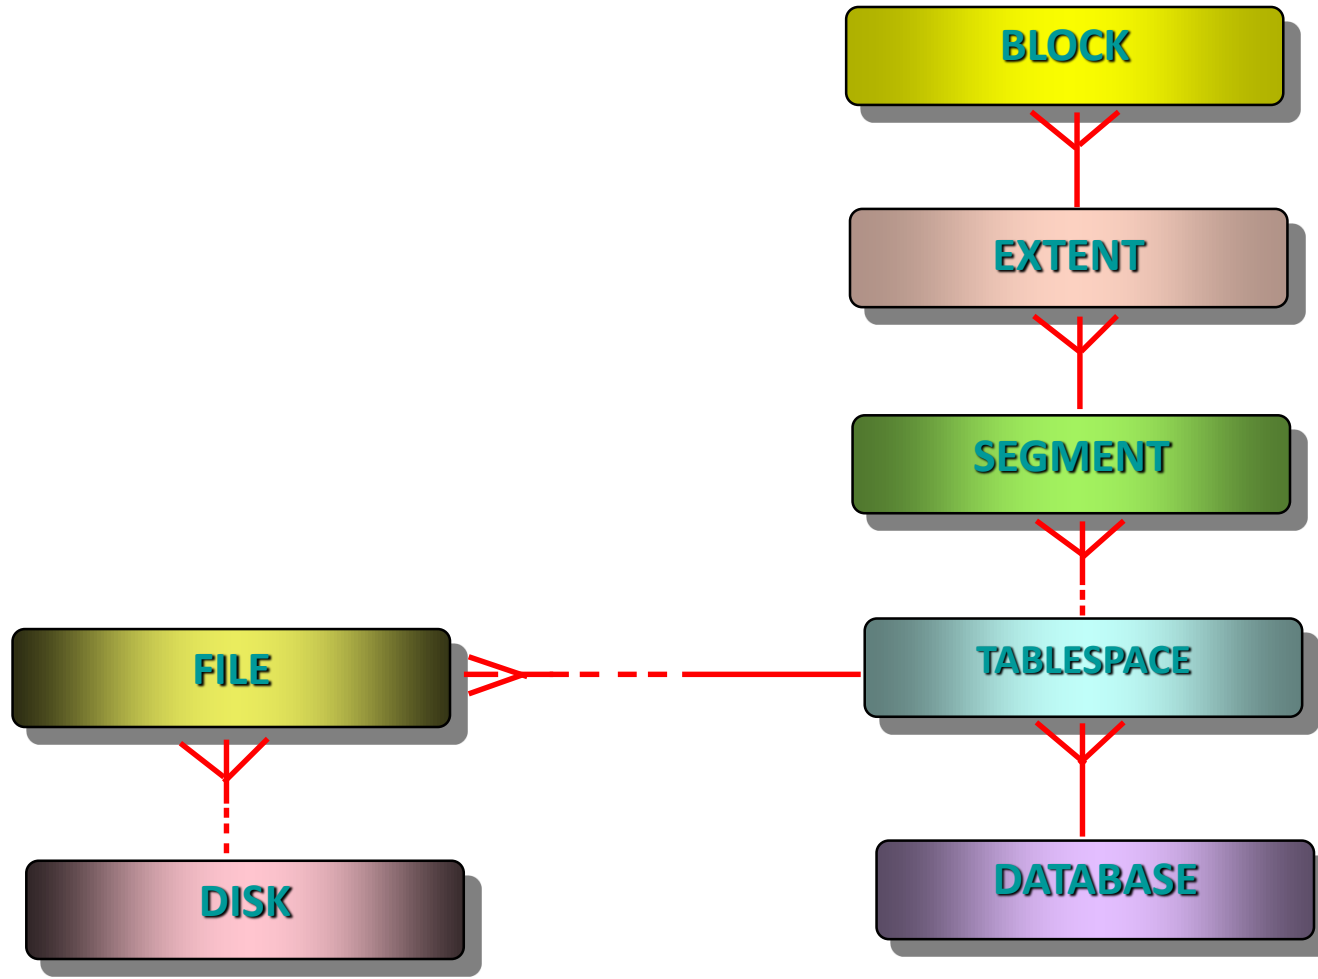 BLOCK
EXTENT
SEGMENT
FILE
TABLESPACE
DISK
DATABASE